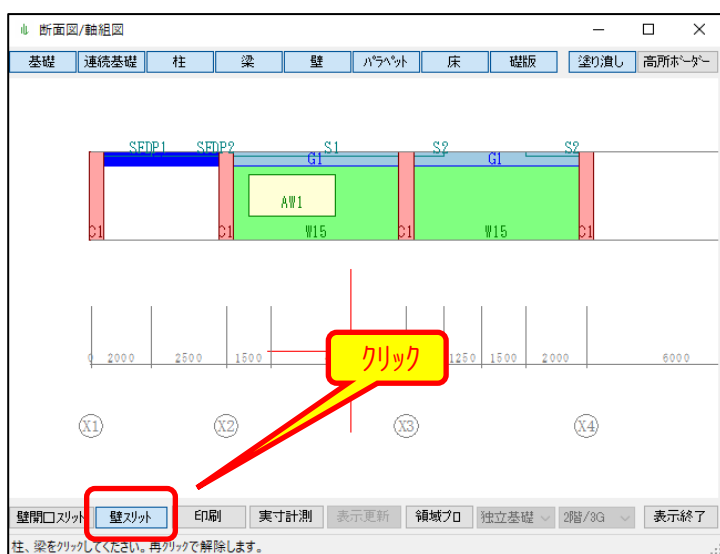 断面図/軸組図
基礎 連続基礎 柱 梁 壁 パラペット 床 礎版 塗り潰し 高所ボーダー
SFDP1 SFDP2 S1 S2 S2
G1 G1
AW1
C1 C1 W15 C1 W15 C1
クリック
0 2000 2500 1500 1250 1500 2000 6000
X1 X2 X3 X4
壁開口スリット 壁スリット 印刷 実寸計測 表示更新 領域プロ 独立基礎 2階/3G 表示終了
柱、梁をクリックしてください。再クリックで解除します。